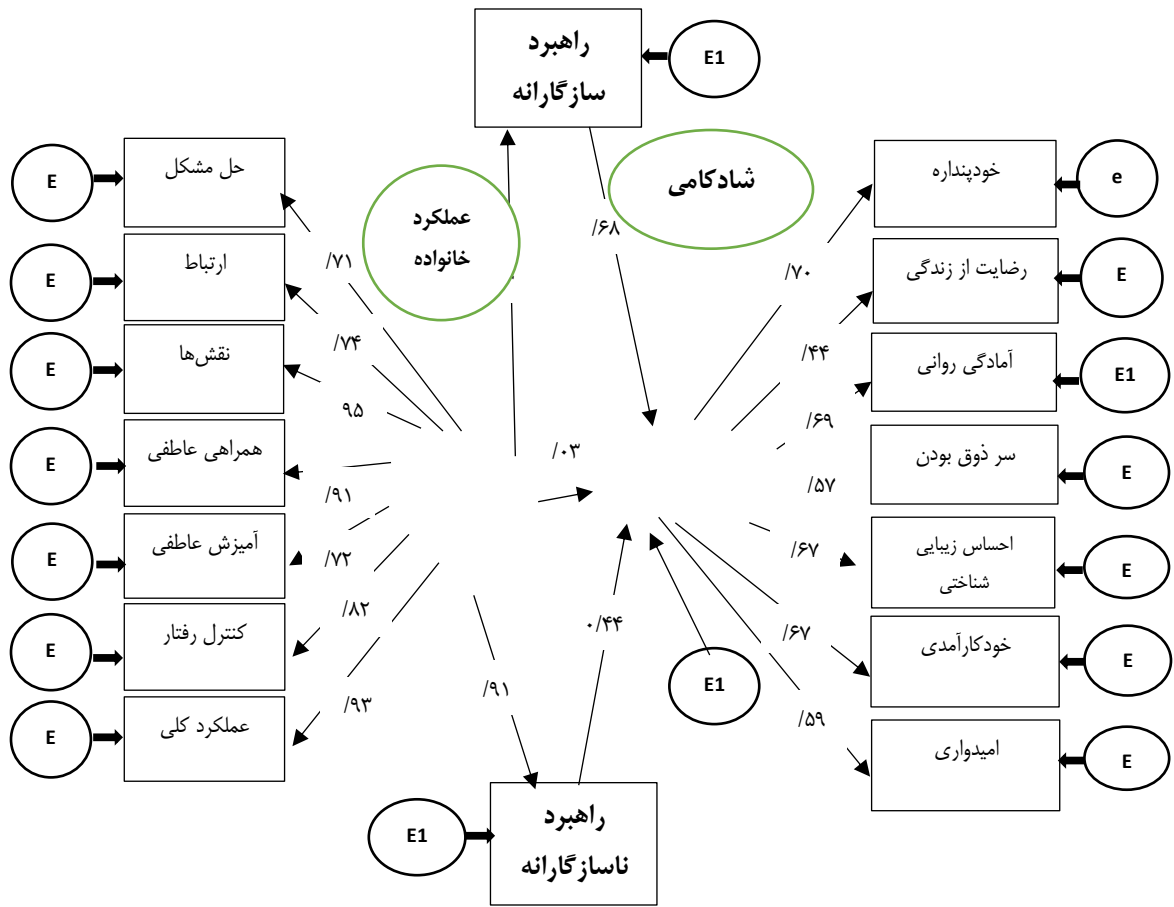 راهبرد
سازگارانه
E1
E
حل مشکل
E
ارتباط
E
نقش‌ها
E
همراهی عاطفی
E
آمیزش عاطفی
E
کنترل رفتار
E
عملکرد کلی
عملکرد
خانواده
شادکامی
/۷۱
/۷۴
۹۵
/۹۱
/۷۲
/۸۲
/۹۳
/۶۸
/۰۳
/۹۱
۰/۴۴
E1
/۷۰
/۴۴
/۶۹
/۵۷
/۶۷
/۶۷
/۵۹
خودپنداره
e
رضایت از زندگی
E
آمادگی روانی
E1
سر ذوق بودن
E
احساس زیبایی
شناختی
E
خودکارآمدی
E
امیدواری
E
E1
راهبرد
ناسازگارانه